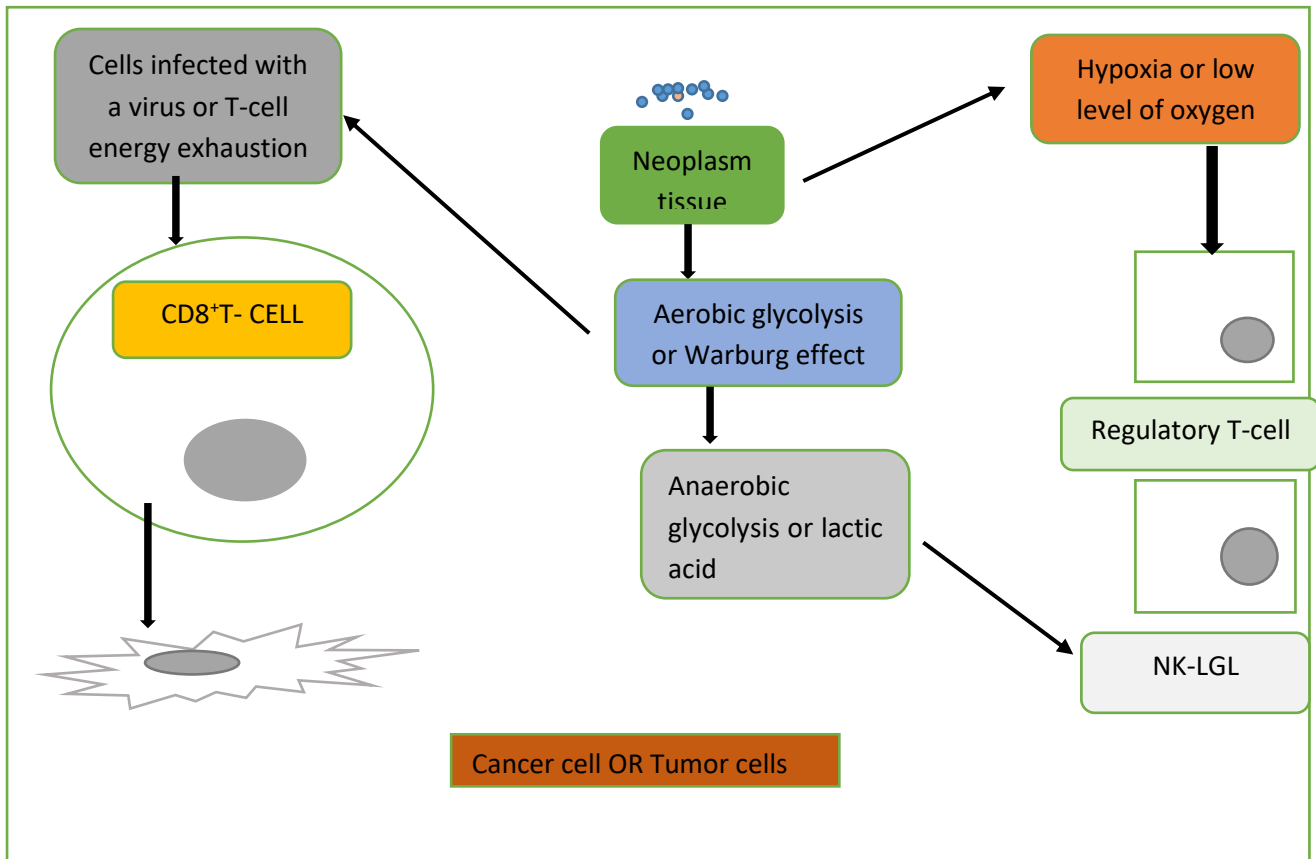 Cells infected with
a virus or T-cell
energy exhaustion
Neoplasm
tissue
Hypoxia or low
level of oxygen
CD8⁺T- CELL
Aerobic glycolysis
or Warburg effect
Regulatory T-cell
Anaerobic
glycolysis or lactic
acid
NK-LGL
Cancer cell OR Tumor cells